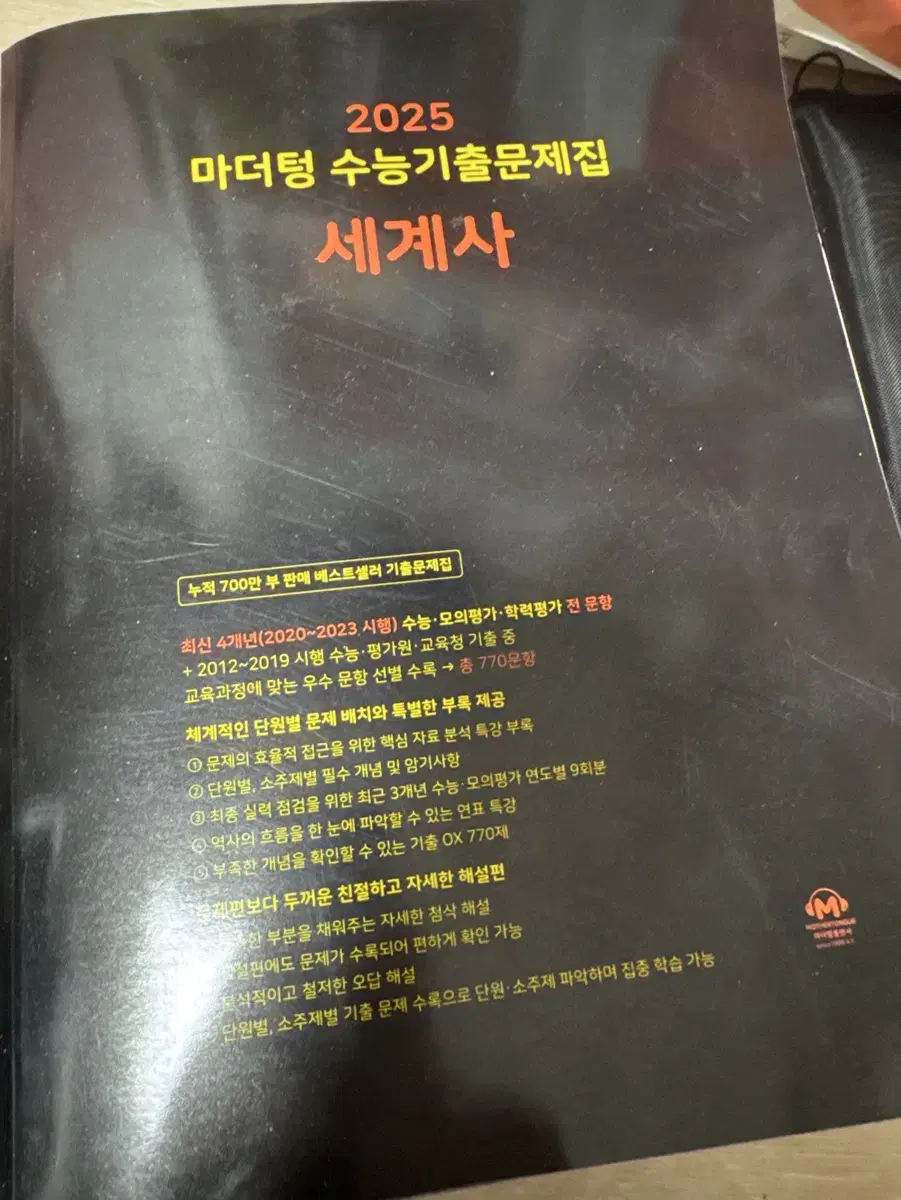 2025
마더텅 수능기출문제집
세계사
누적 700만 부 판매 베스트셀러 기출문제집
최신 4개년(2020~2023 시행) 수능·모의평가·학력평가 전 문항
+ 2012~2019 시행 수능·평가원·교육청 기출 중
교육과정에 맞는 우수 문항 선별 수록 → 총 770문항
체계적인 단원별 문제 배치와 특별한 부록 제공
① 문제의 효율적 접근을 위한 핵심 자료 분석 특강 부록
② 단원별, 소주제별 필수 개념 및 암기사항
③ 최종 실력 점검을 위한 최근 3개년 수능·모의평가 연도별 9회분
④ 역사의 흐름을 한 눈에 파악할 수 있는 연표 특강
⑤ 부족한 개념을 확인할 수 있는 기출 OX 770제
두꺼운 친절하고 자세한 해설편
부분을 채워주는 자세한 첨삭 해설
문제가 수록되어 편하게 확인 가능
철저한 오답 해설
단원별, 소주제별 기출 문제 수록으로 단원·소주제 파악하며 집중 학습 가능
M
MOTHERTONGUE
마더텅출판사